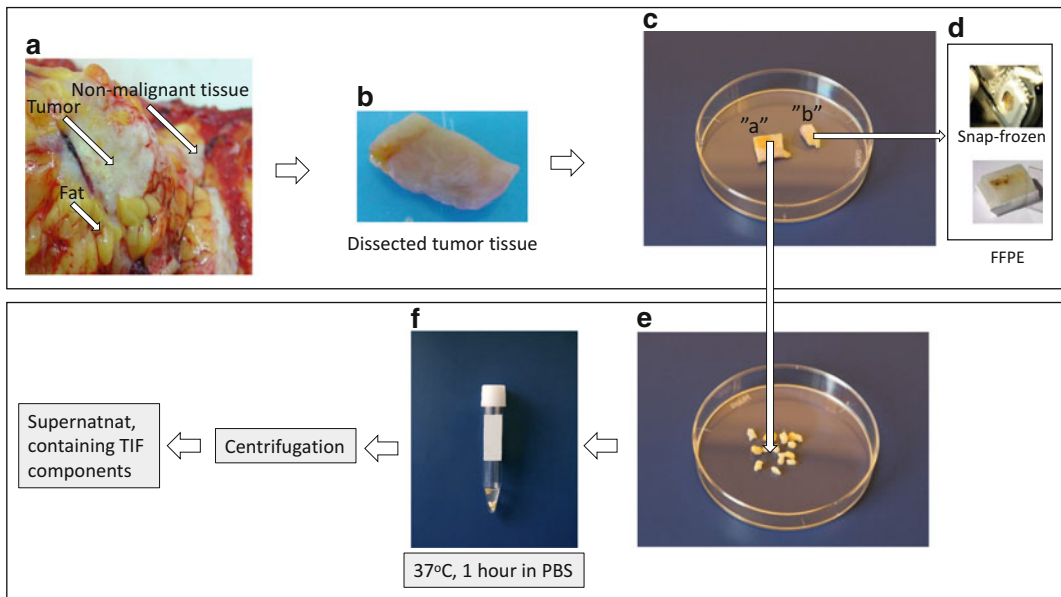 a
Non-malignant tissue
Tumor
Fat
b
Dissected tumor tissue
c
"a"
"b"
d
Snap-frozen
FFPE
e
f
37°C, 1 hour in PBS
Centrifugation
Supernatnat,
containing TIF
components